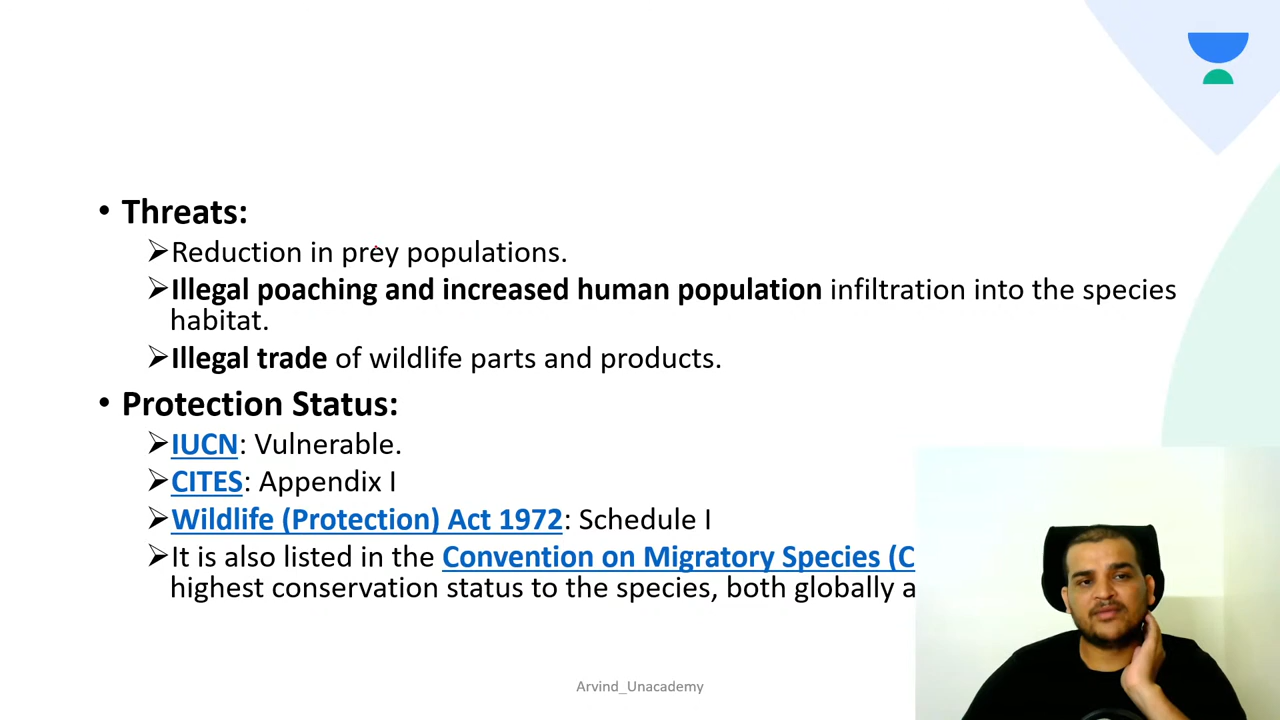 • Threats:
➢Reduction in prey populations.
➢Illegal poaching and increased human population infiltration into the species
habitat.
➢Illegal trade of wildlife parts and products.
• Protection Status:
➢IUCN: Vulnerable.
➢CITES: Appendix I
➢Wildlife (Protection) Act 1972: Schedule I
➢It is also listed in the Convention on Migratory Species (C
highest conservation status to the species, both globally a
Arvind_Unacademy